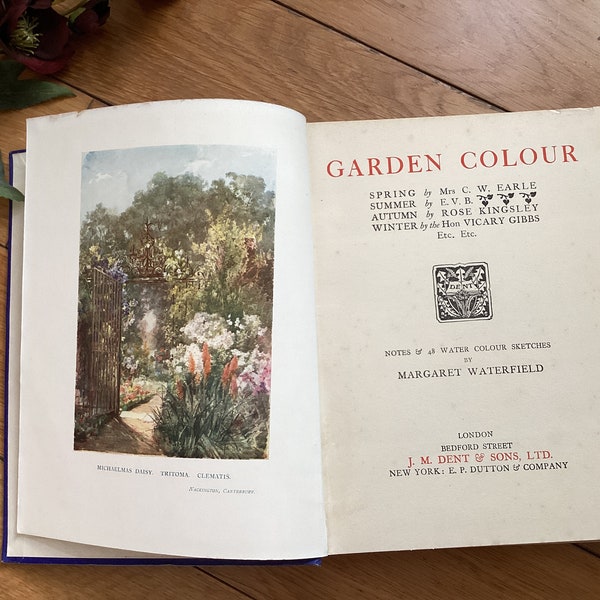 MICHAELMAS DAISY. TRITOMA. CLEMATIS.
Nackington, Canterbury.
GARDEN COLOUR
SPRING by Mrs C. W. EARLE
SUMMER by E. V. B.
AUTUMN by ROSE KINGSLEY
WINTER by the Hon VICARY GIBBS
Etc. Etc.
DENT
NOTES & 48 WATER COLOUR SKETCHES
BY
MARGARET WATERFIELD
LONDON
BEDFORD STREET
J. M. DENT & SONS, LTD.
NEW YORK: E. P. DUTTON & COMPANY